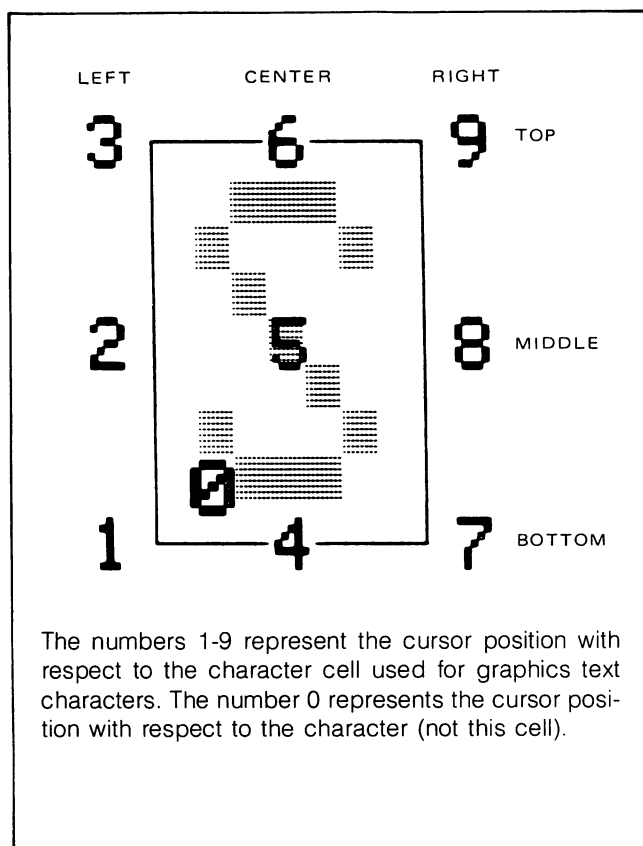 LEFT CENTER RIGHT
3 6 9 TOP
2 5 8 MIDDLE
0
1 4 7 BOTTOM
The numbers 1-9 represent the cursor position with
respect to the character cell used for graphics text
characters. The number 0 represents the cursor posi-
tion with respect to the character (not this cell).